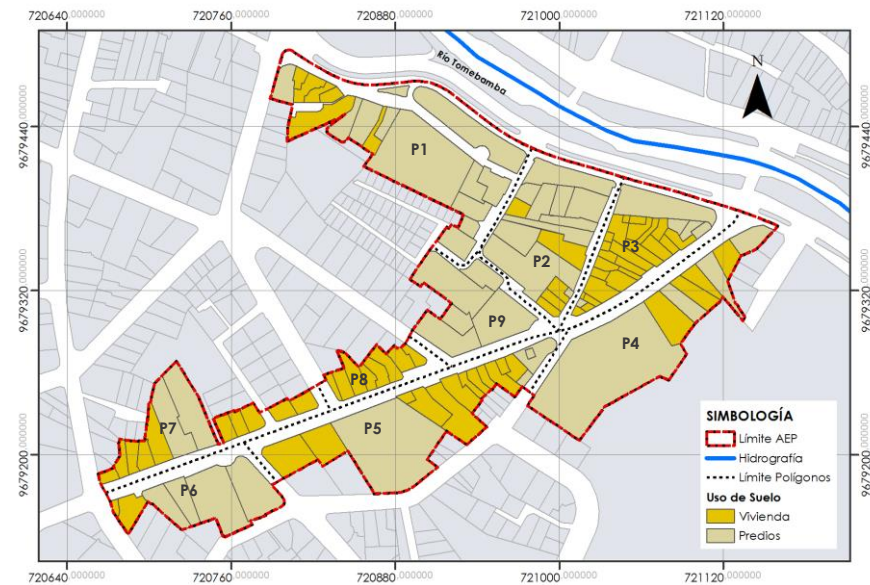 720640.000000 720760.000000 720880.000000 721000.000000 721120.000000
Río Tomebamba
N
9679440.000000 9679440.000000
P1
P3
P2
9679320.000000 9679320.000000
P9
P4
P8
SIMBOLOGÍA
P7
P5
Límite AEP
Hidrografía
9679200.000000 9679200.000000
Límite Polígonos
P6
Uso de Suelo
Vivienda
Predios
720640.000000 720760.000000 720880.000000 721000.000000 721120.000000